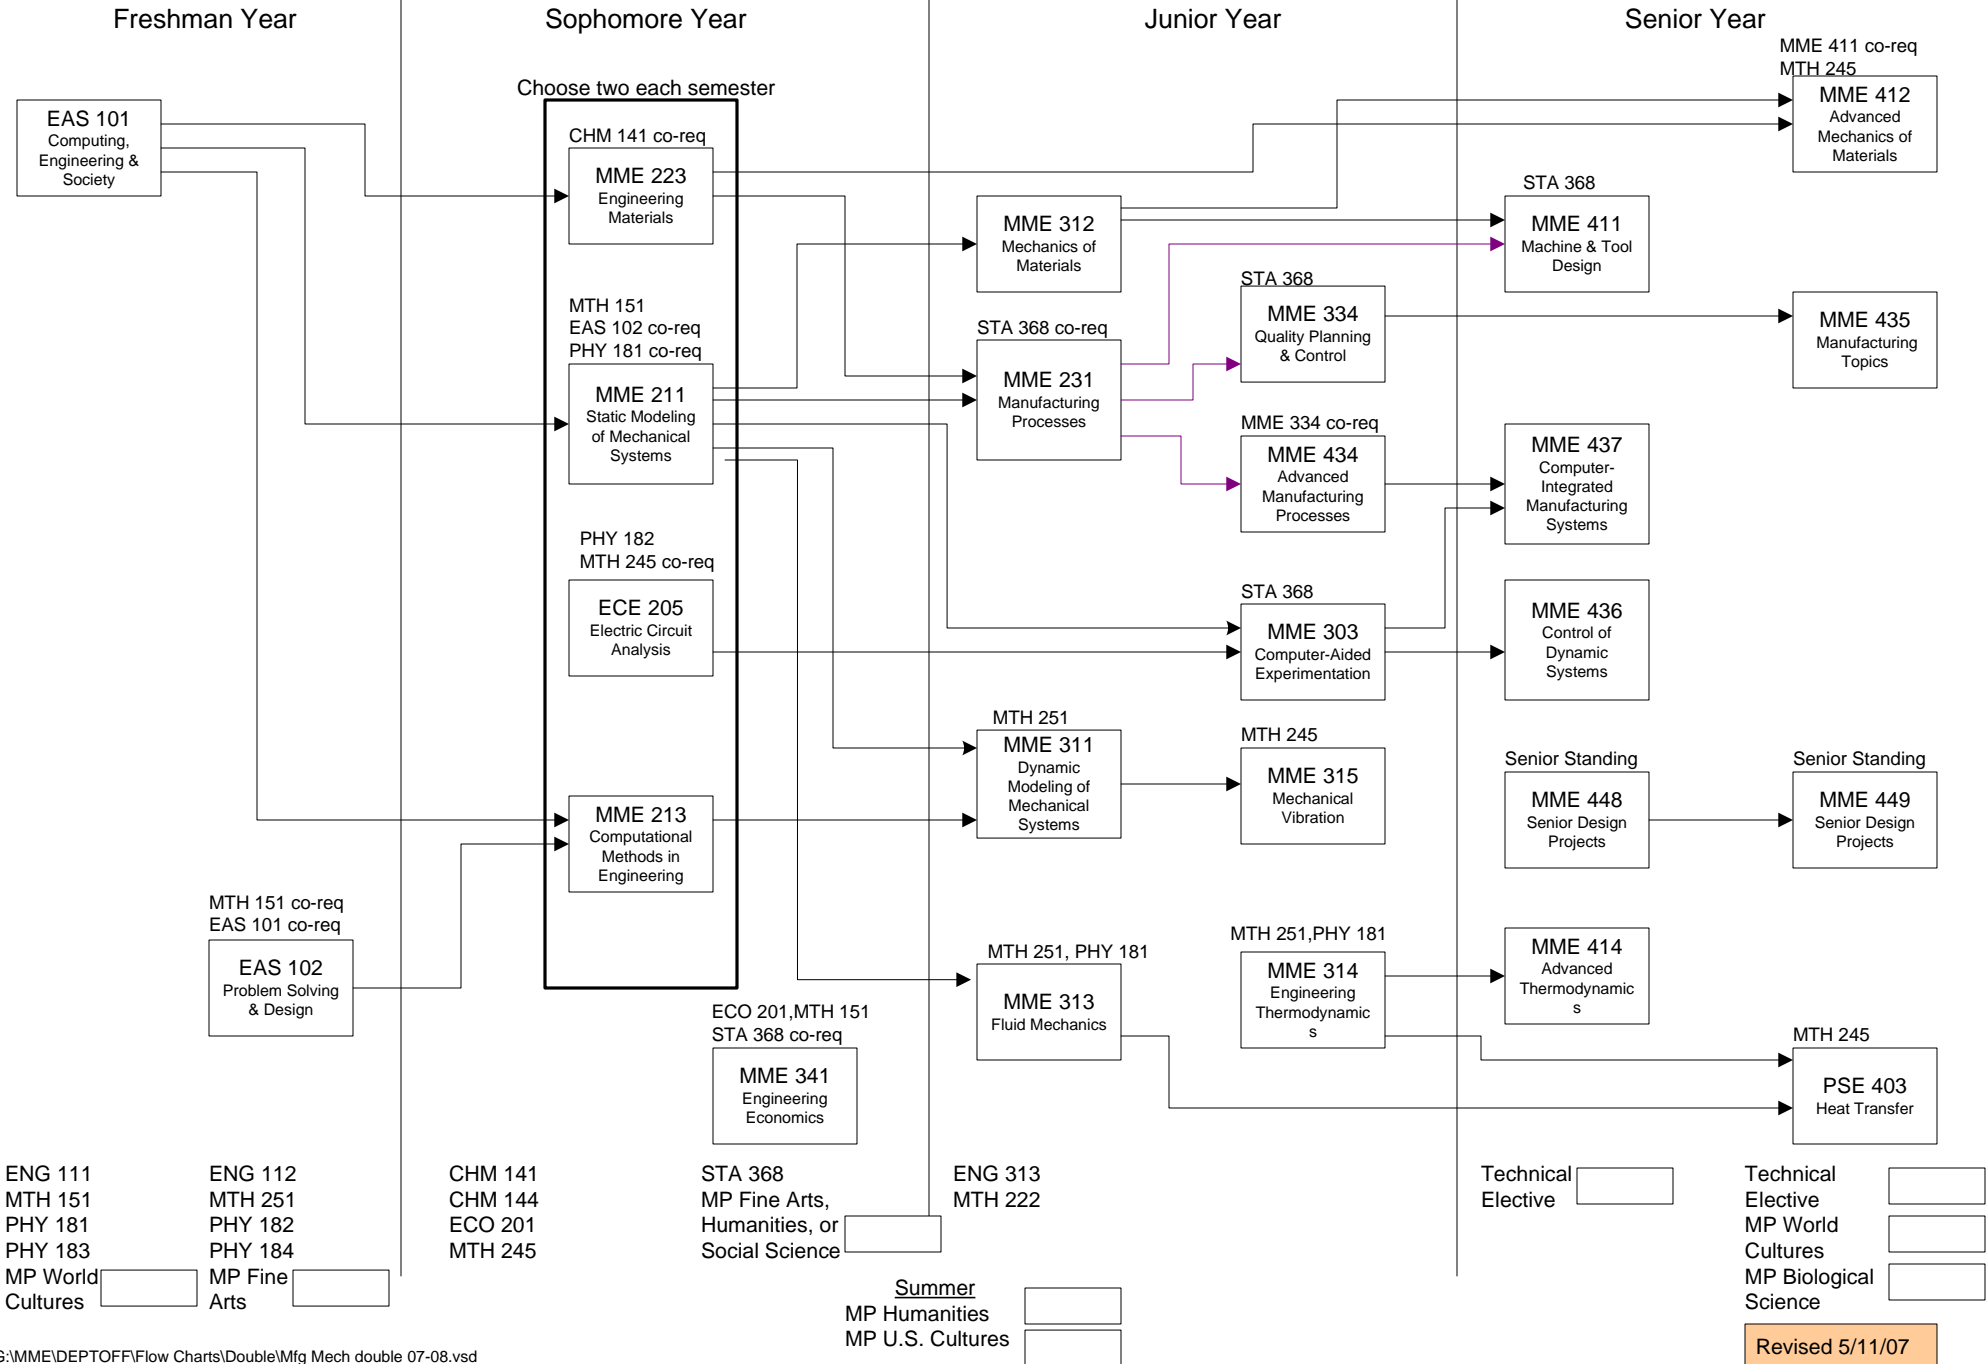 Freshman Year
Sophomore Year
Junior Year
Senior Year
EAS 101
Computing,
Engineering &
Society
MTH 151 co-req
EAS 101 co-req
EAS 102
Problem Solving
& Design
Choose two each semester
CHM 141 co-req
MME 223
Engineering
Materials
MTH 151
EAS 102 co-req
PHY 181 co-req
MME 211
Static Modeling
of Mechanical
Systems
PHY 182
MTH 245 co-req
ECE 205
Electric Circuit
Analysis
MME 213
Computational
Methods in
Engineering
ECO 201,MTH 151
STA 368 co-req
MME 341
Engineering
Economics
MME 312
Mechanics of
Materials
STA 368 co-req
MME 231
Manufacturing
Processes
MTH 251
MME 311
Dynamic
Modeling of
Mechanical
Systems
MTH 251, PHY 181
MME 313
Fluid Mechanics
STA 368
MME 334
Quality Planning
& Control
MME 334 co-req
MME 434
Advanced
Manufacturing
Processes
STA 368
MME 303
Computer-Aided
Experimentation
MTH 245
MME 315
Mechanical
Vibration
MTH 251,PHY 181
MME 314
Engineering
Thermodynamic
s
STA 368
MME 411
Machine & Tool
Design
MME 437
Computer-
Integrated
Manufacturing
Systems
MME 436
Control of
Dynamic
Systems
Senior Standing
MME 448
Senior Design
Projects
MME 414
Advanced
Thermodynamic
s
MME 411 co-req
MTH 245
MME 412
Advanced
Mechanics of
Materials
MME 435
Manufacturing
Topics
Senior Standing
MME 449
Senior Design
Projects
MTH 245
PSE 403
Heat Transfer
ENG 111
MTH 151
PHY 181
PHY 183
MP World
Cultures
ENG 112
MTH 251
PHY 182
PHY 184
MP Fine
Arts
CHM 141
CHM 144
ECO 201
MTH 245
STA 368
MP Fine Arts,
Humanities, or
Social Science
ENG 313
MTH 222
Summer
MP Humanities
MP U.S. Cultures
Technical
Elective
Technical
Elective
MP World
Cultures
MP Biological
Science
Revised 5/11/07
G:\MME\DEPTOFF\Flow Charts\Double\Mfg Mech double 07-08.vsd